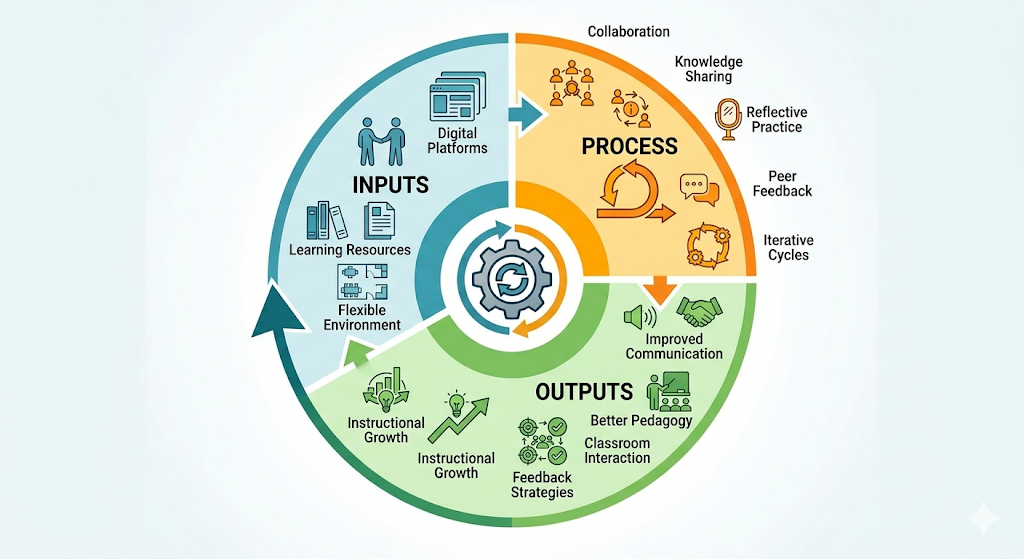 Digital
Platforms
INPUTS
Learning Resources
Flexible
Environment
Collaboration
Knowledge
Sharing
Reflective
Practice
PROCESS
Peer
Feedback
Iterative
Cycles
Improved
Communication
OUTPUTS
Better Pedagogy
Classroom
Interaction
Feedback
Strategies
Instructional
Growth
Instructional
Growth